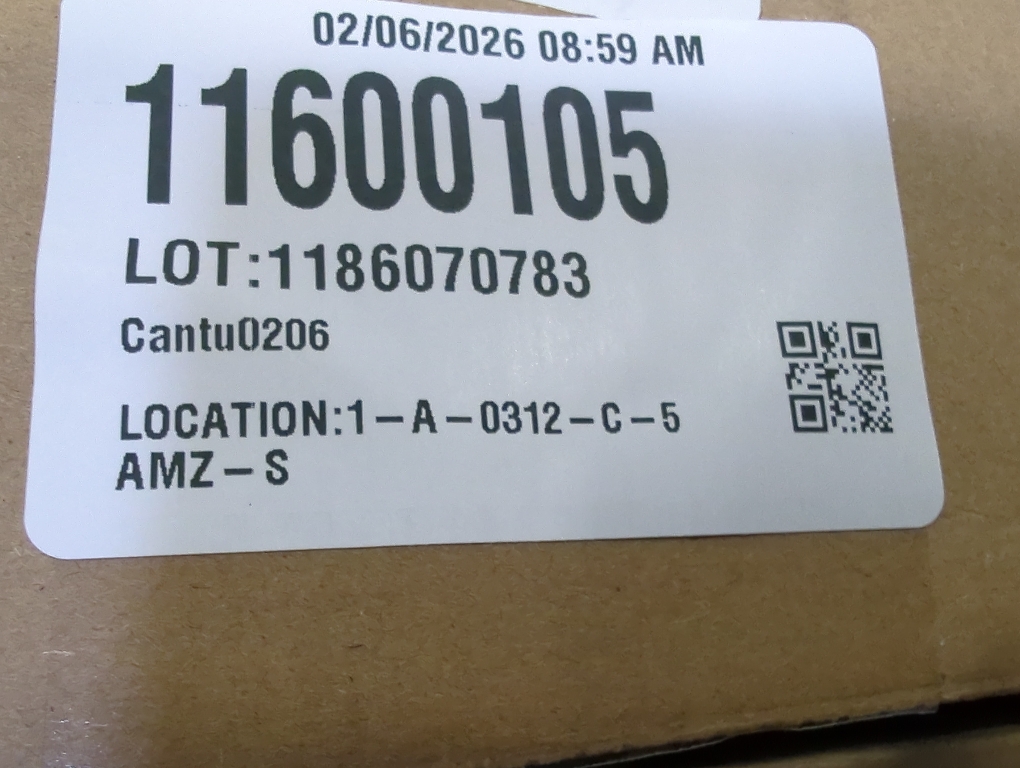 02/06/2026 08:59 AM
11600105
LOT:1186070783
Cantu0206
LOCATION:1-A-0312-C-5
AMZ-S